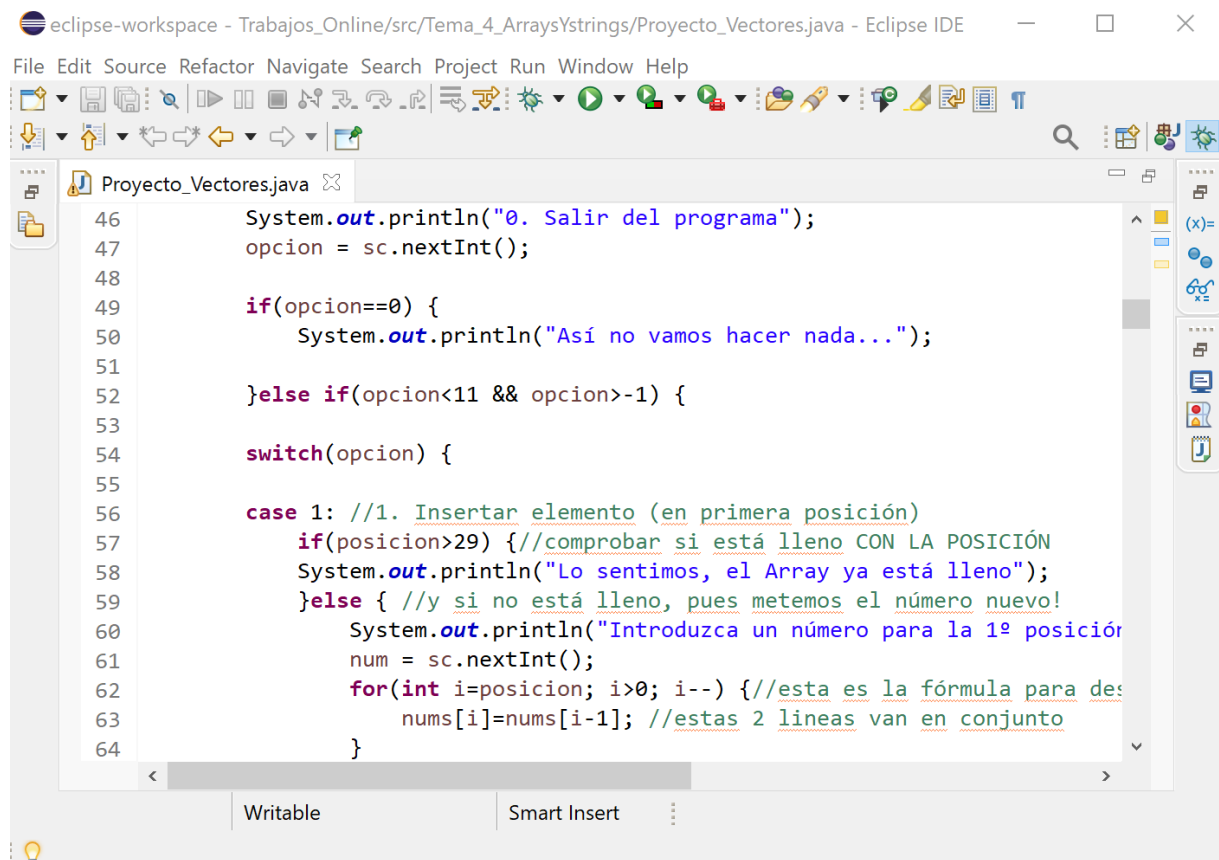 eclipse-workspace - Trabajos_Online/src/Tema_4_ArraysYstrings/Proyecto_Vectores.java - Eclipse IDE
File Edit Source Refactor Navigate Search Project Run Window Help
Proyecto_Vectores.java
46 System.out.println("0. Salir del programa");
47 opcion = sc.nextInt();
48
49 if(opcion==0) {
50 System.out.println("Así no vamos hacer nada...");
51
52 }else if(opcion<11 && opcion>-1) {
53
54 switch(opcion) {
55
56 case 1: //1. Insertar elemento (en primera posición)
57 if(posicion>29) {//comprobar si está lleno CON LA POSICIÓN
58 System.out.println("Lo sentimos, el Array ya está lleno");
59 }else { //y si no está lleno, pues metemos el número nuevo!
60 System.out.println("Introduzca un número para la 1º posición
61 num = sc.nextInt();
62 for(int i=posicion; i>0; i--) {//esta es la fórmula para des
63 nums[i]=nums[i-1]; //estas 2 lineas van en conjunto
64 }
Writable Smart Insert
(x)=